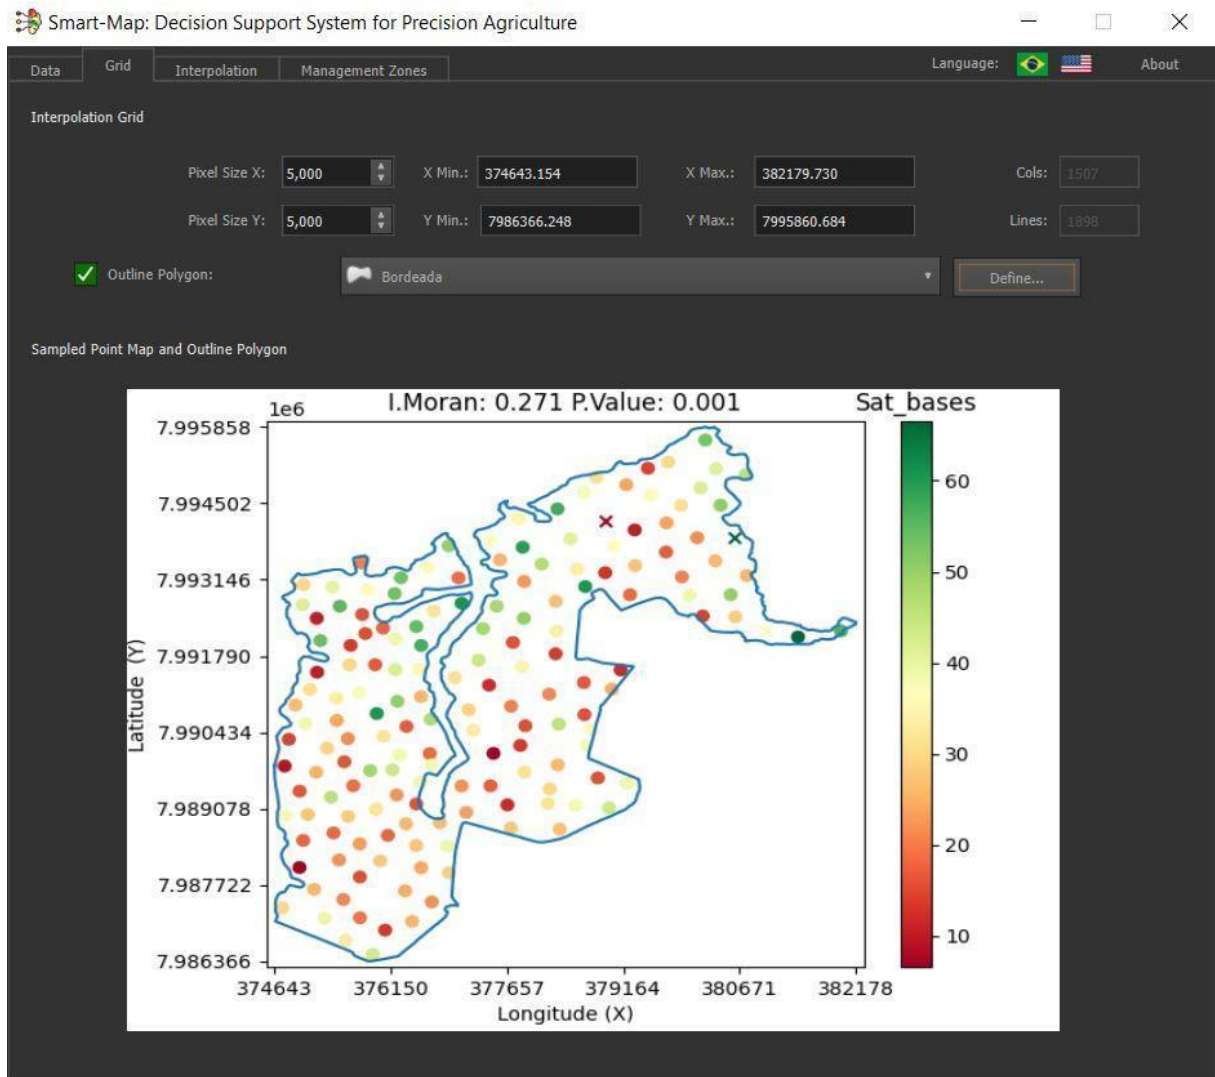 Smart-Map: Decision Support System for Precision Agriculture
Data Grid Interpolation Management Zones Language: About
Interpolation Grid
Pixel Size X: 5,000 X Min.: 374643.154 X Max.: 382179.730 Cols: 1507
Pixel Size Y: 5,000 Y Min.: 7986366.248 Y Max.: 7995860.684 Lines: 1898
Outline Polygon: Bordeada Define...
Sampled Point Map and Outline Polygon
1e6 I.Moran: 0.271 P.Value: 0.001 Sat_bases
7.995858
7.994502
7.993146
7.991790
7.990434
7.989078
7.987722
7.986366
Latitude (Y)
60
50
40
30
20
10
374643 376150 377657 379164 380671 382178
Longitude (X)